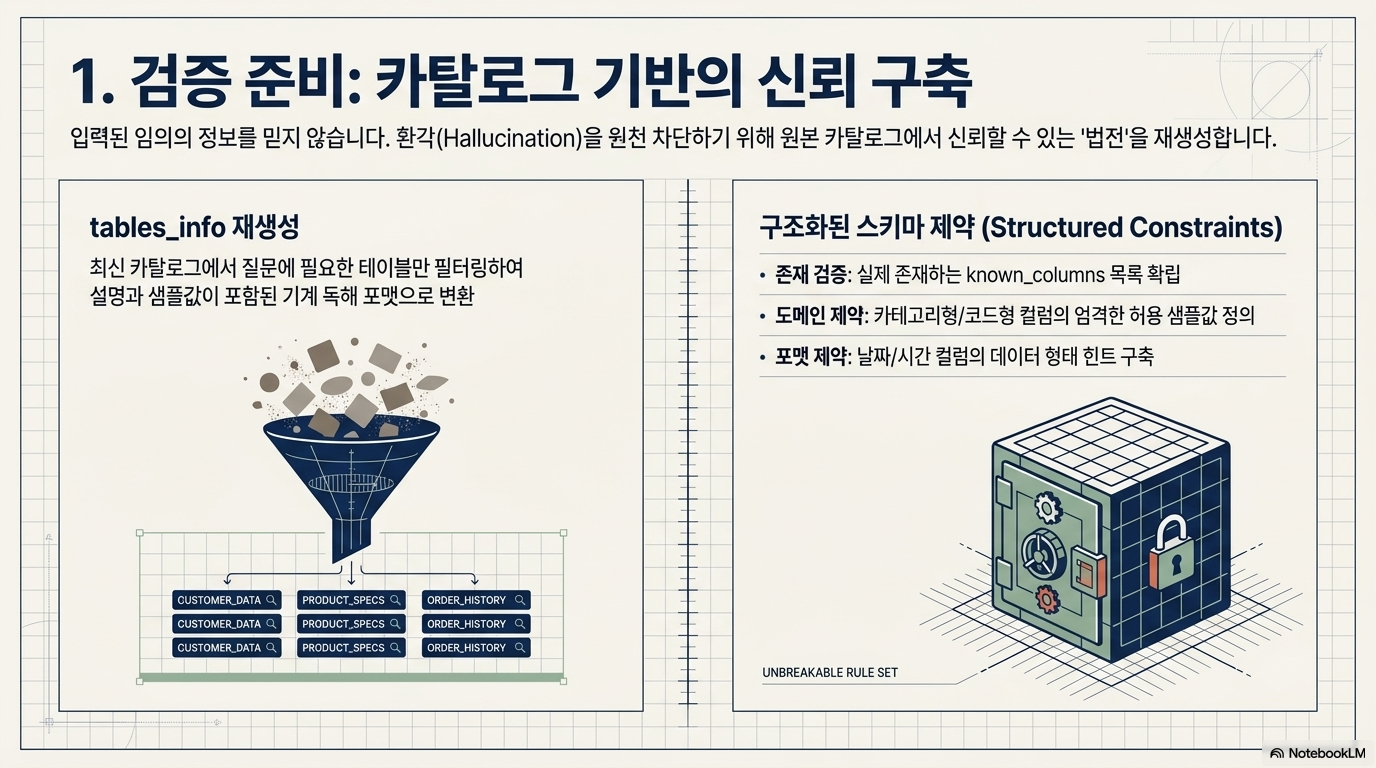 1. 검증 준비: 카탈로그 기반의 신뢰 구축
입력된 임의의 정보를 믿지 않습니다. 환각(Hallucination)을 원천 차단하기 위해 원본 카탈로그에서 신뢰할 수 있는 '법전'을 재생성합니다.
tables_info 재생성
최신 카탈로그에서 질문에 필요한 테이블만 필터링하여
설명과 샘플값이 포함된 기계 독해 포맷으로 변환
CUSTOMER_DATA PRODUCT_SPECS ORDER_HISTORY
CUSTOMER_DATA PRODUCT_SPECS ORDER_HISTORY
CUSTOMER_DATA PRODUCT_SPECS ORDER_HISTORY
구조화된 스키마 제약 (Structured Constraints)
• 존재 검증: 실제 존재하는 known_columns 목록 확립
• 도메인 제약: 카테고리형/코드형 컬럼의 엄격한 허용 샘플값 정의
• 포맷 제약: 날짜/시간 컬럼의 데이터 형태 힌트 구축
UNBREAKABLE RULE SET
NotebookLM